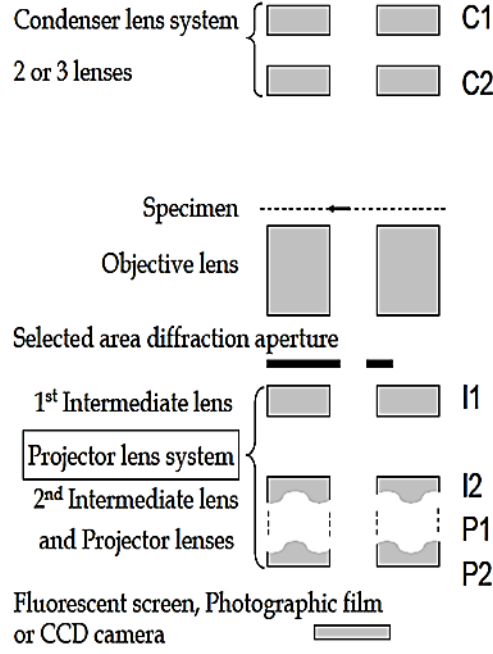 Condenser lens system
C1
2 or 3 lenses
C2
Specimen
Objective lens
Selected area diffraction aperture
1st Intermediate lens
I1
Projector lens system
I2
2nd Intermediate lens
P1
and Projector lenses
P2
Fluorescent screen, Photographic film
or CCD camera